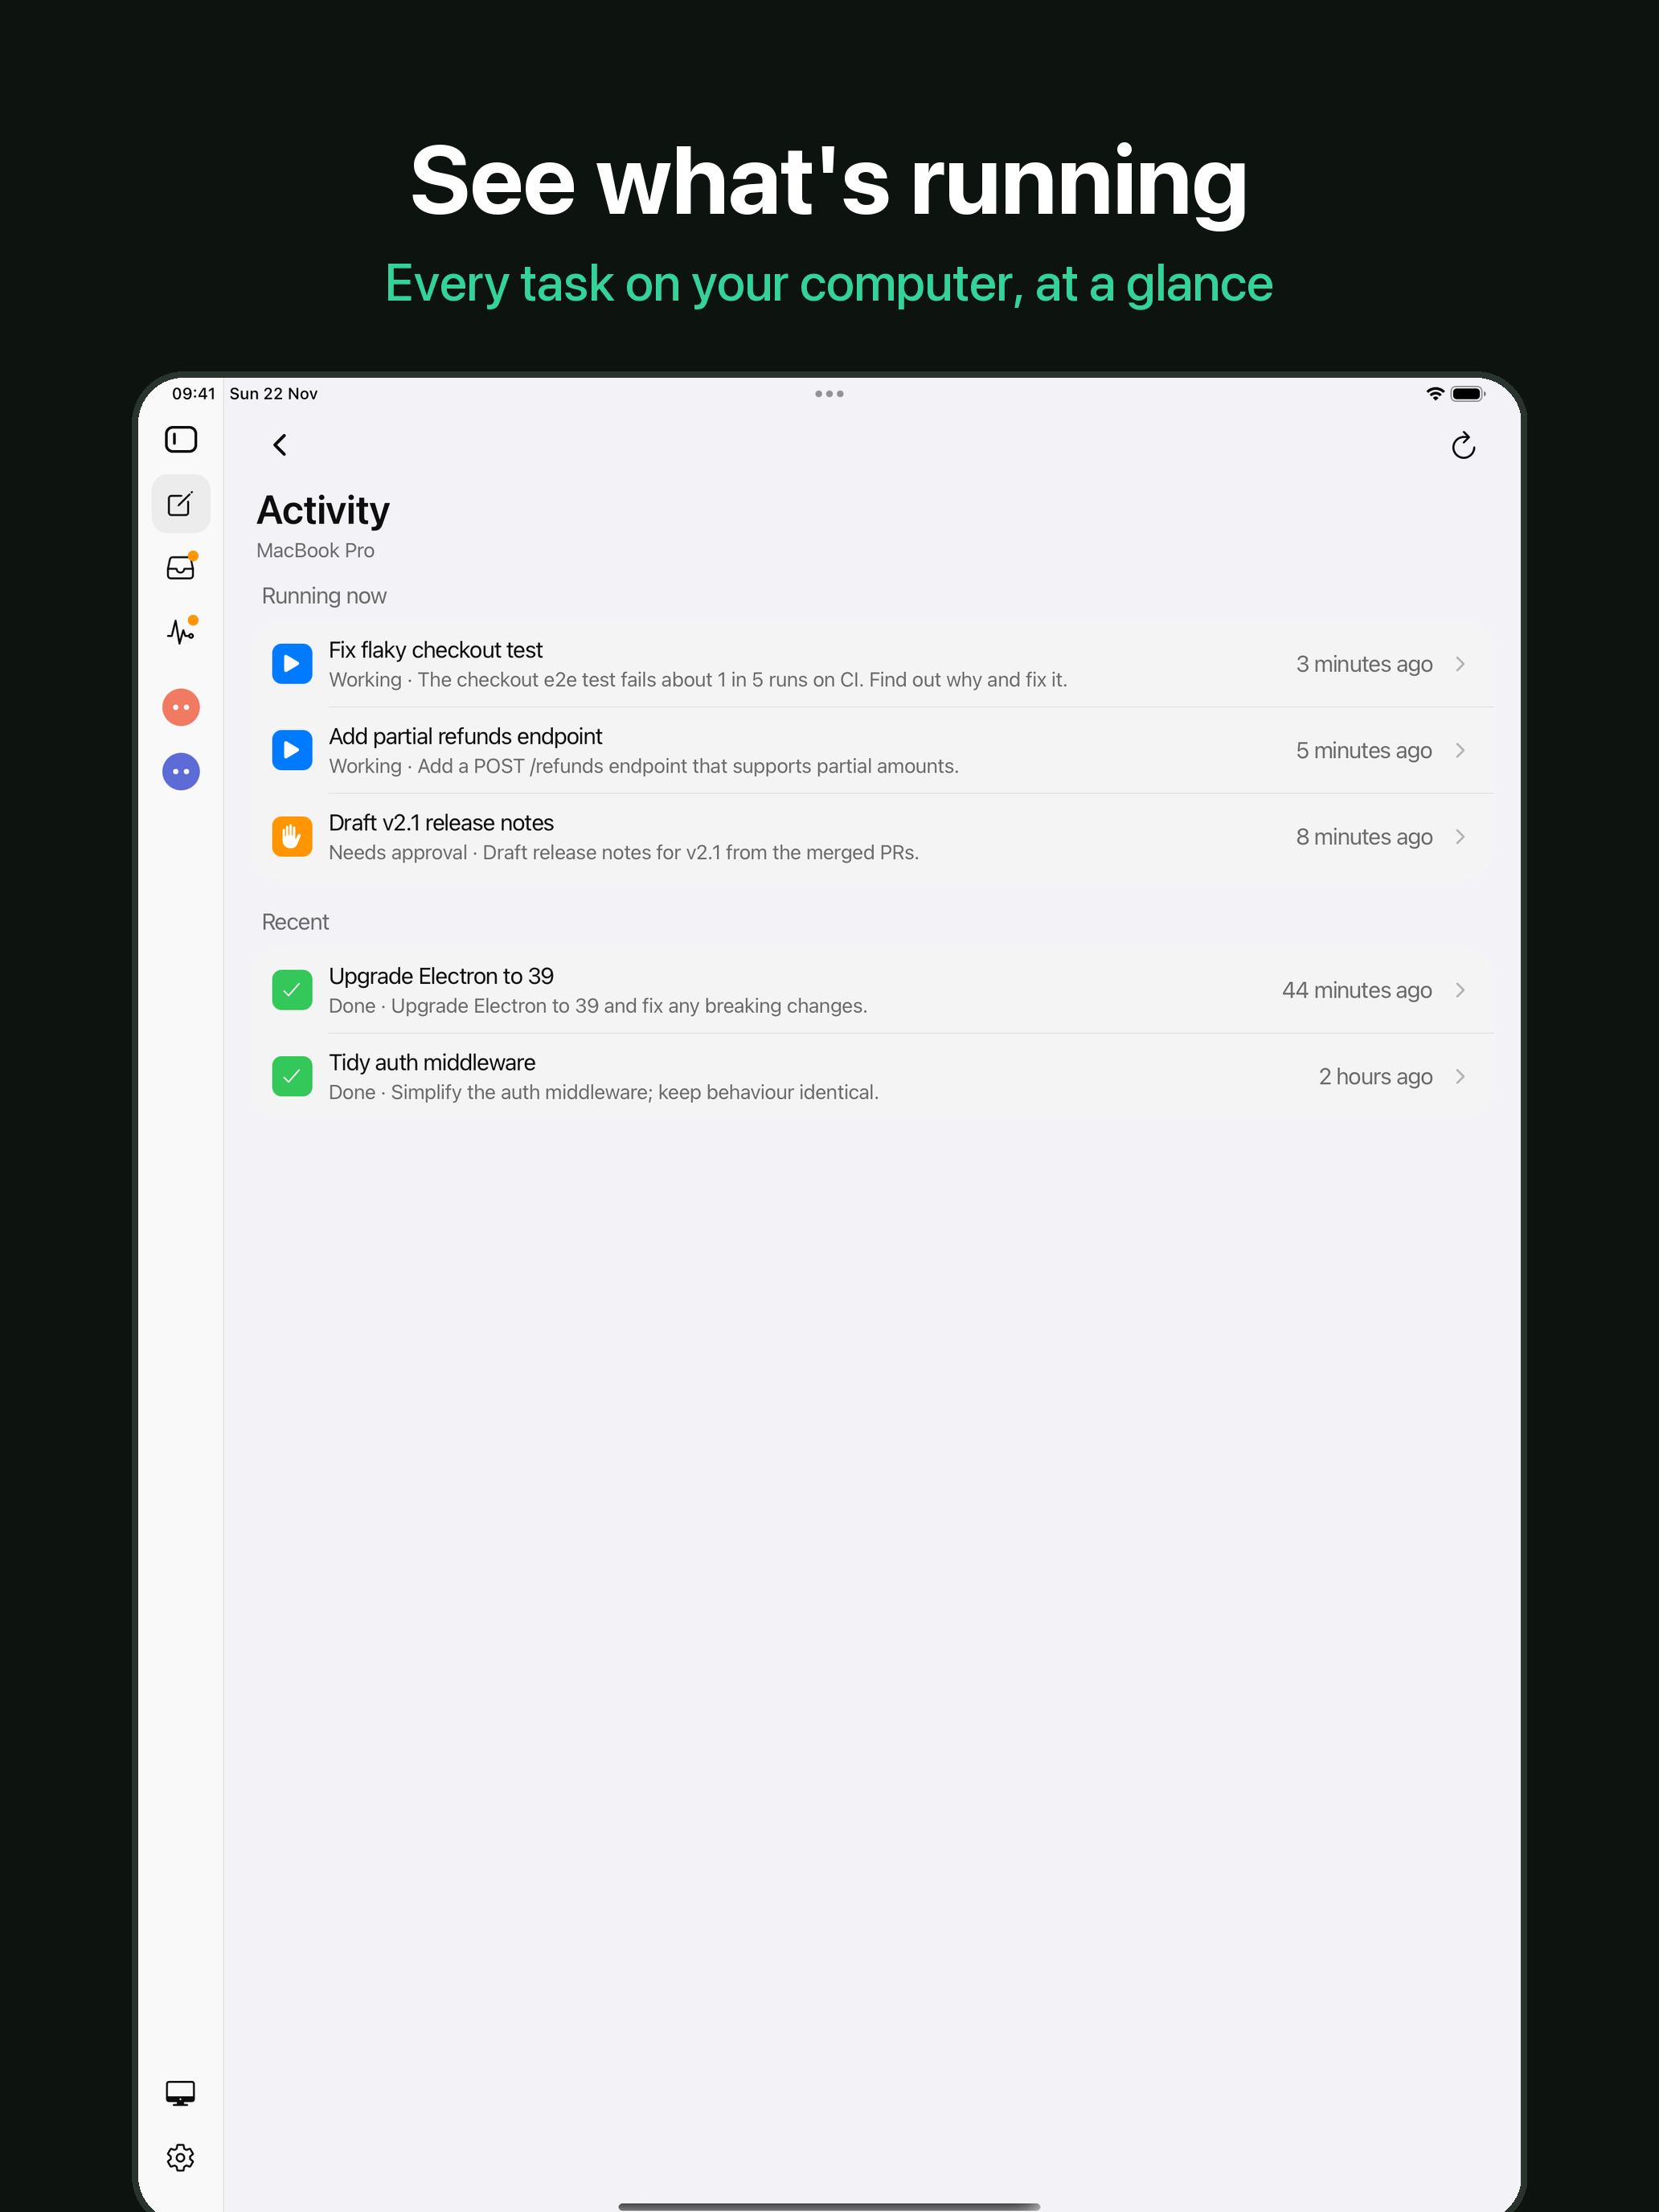 See what's running
Every task on your computer, at a glance
09:41 Sun 22 Nov
Activity
MacBook Pro
Running now
Fix flaky checkout test
Working · The checkout e2e test fails about 1 in 5 runs on CI. Find out why and fix it.
3 minutes ago
Add partial refunds endpoint
Working · Add a POST /refunds endpoint that supports partial amounts.
5 minutes ago
Draft v2.1 release notes
Needs approval · Draft release notes for v2.1 from the merged PRs.
8 minutes ago
Recent
Upgrade Electron to 39
Done · Upgrade Electron to 39 and fix any breaking changes.
44 minutes ago
Tidy auth middleware
Done · Simplify the auth middleware; keep behaviour identical.
2 hours ago